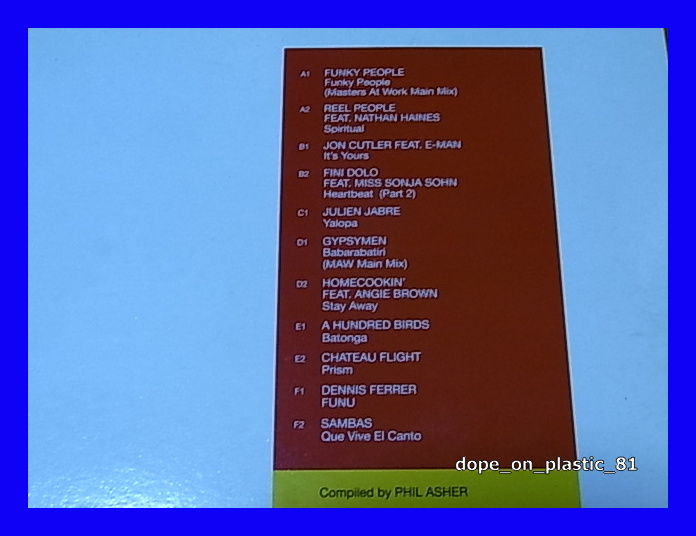 A1 FUNKY PEOPLE
Funky People
(Masters At Work Main Mix)
A2 REEL PEOPLE
FEAT. NATHAN HAINES
Spiritual
B1 JON CUTLER FEAT. E-MAN
It's Yours
B2 FINI DOLO
FEAT. MISS SONJA SOHN
Heartbeat (Part 2)
C1 JULIEN JABRE
Yalopa
D1 GYPSYMEN
Babarabatiri
(MAW Main Mix)
D2 HOMECOOKIN'
FEAT. ANGIE BROWN
Stay Away
E1 A HUNDRED BIRDS
Batonga
E2 CHATEAU FLIGHT
Prism
F1 DENNIS FERRER
FUNU
F2 SAMBAS
Que Vive El Canto
dope_on_plastic_81
Compiled by PHIL ASHER